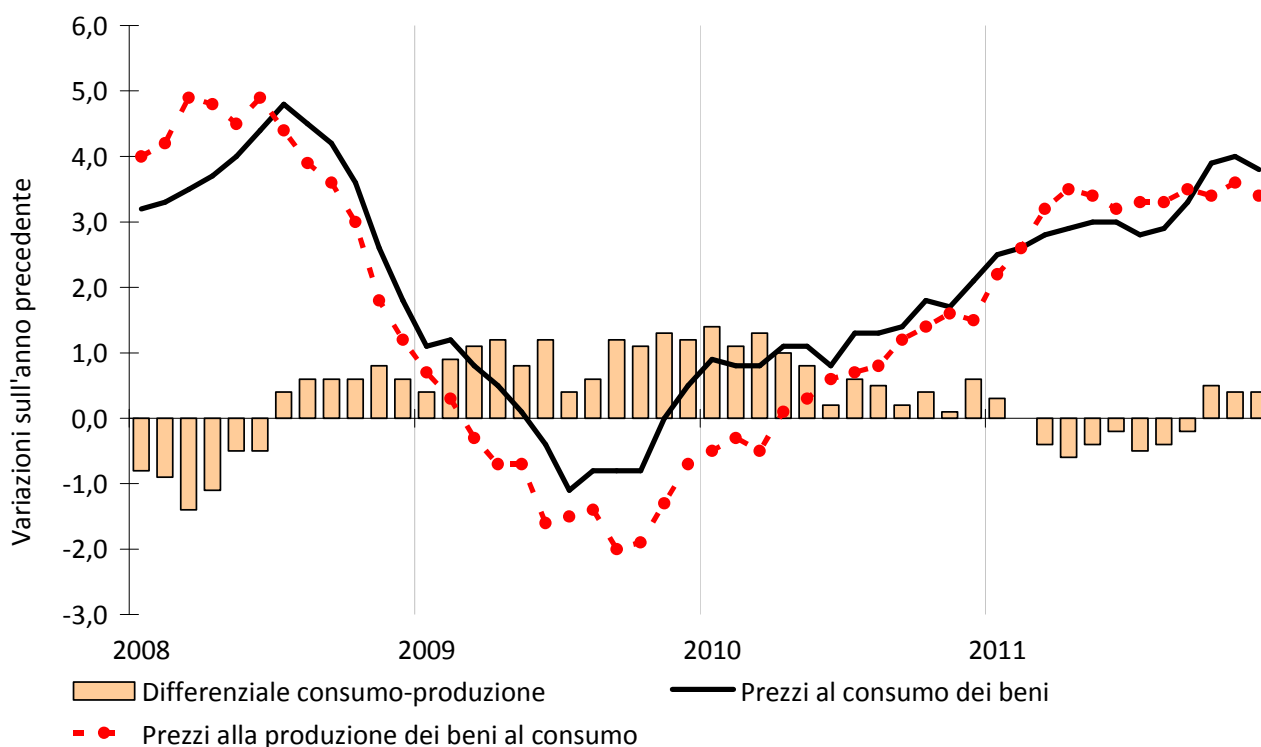 6,0
5,0
4,0
3,0
2,0
1,0
0,0
-1,0
-2,0
-3,0
Variazioni sull'anno precedente
2008 2009 2010 2011
Differenziale consumo-produzione
Prezzi al consumo dei beni
Prezzi alla produzione dei beni al consumo